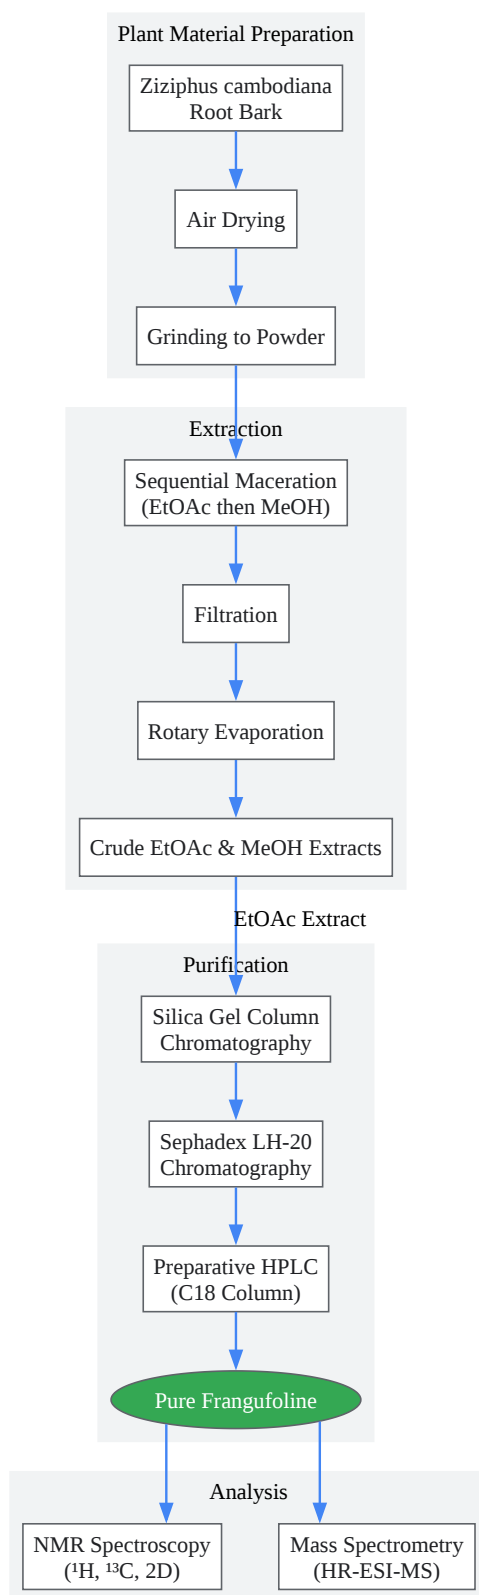 Plant Material Preparation
Ziziphus cambodiana
Root Bark
Air Drying
Grinding to Powder
Extraction
Sequential Maceration
(EtOAc then MeOH)
Filtration
Rotary Evaporation
Crude EtOAc & MeOH Extracts
EtOAc Extract
Purification
Silica Gel Column
Chromatography
Sephadex LH-20
Chromatography
Preparative HPLC
(C18 Column)
Pure Frangufoline
Analysis
NMR Spectroscopy
(¹H, ¹³C, 2D)
Mass Spectrometry
(HR-ESI-MS)